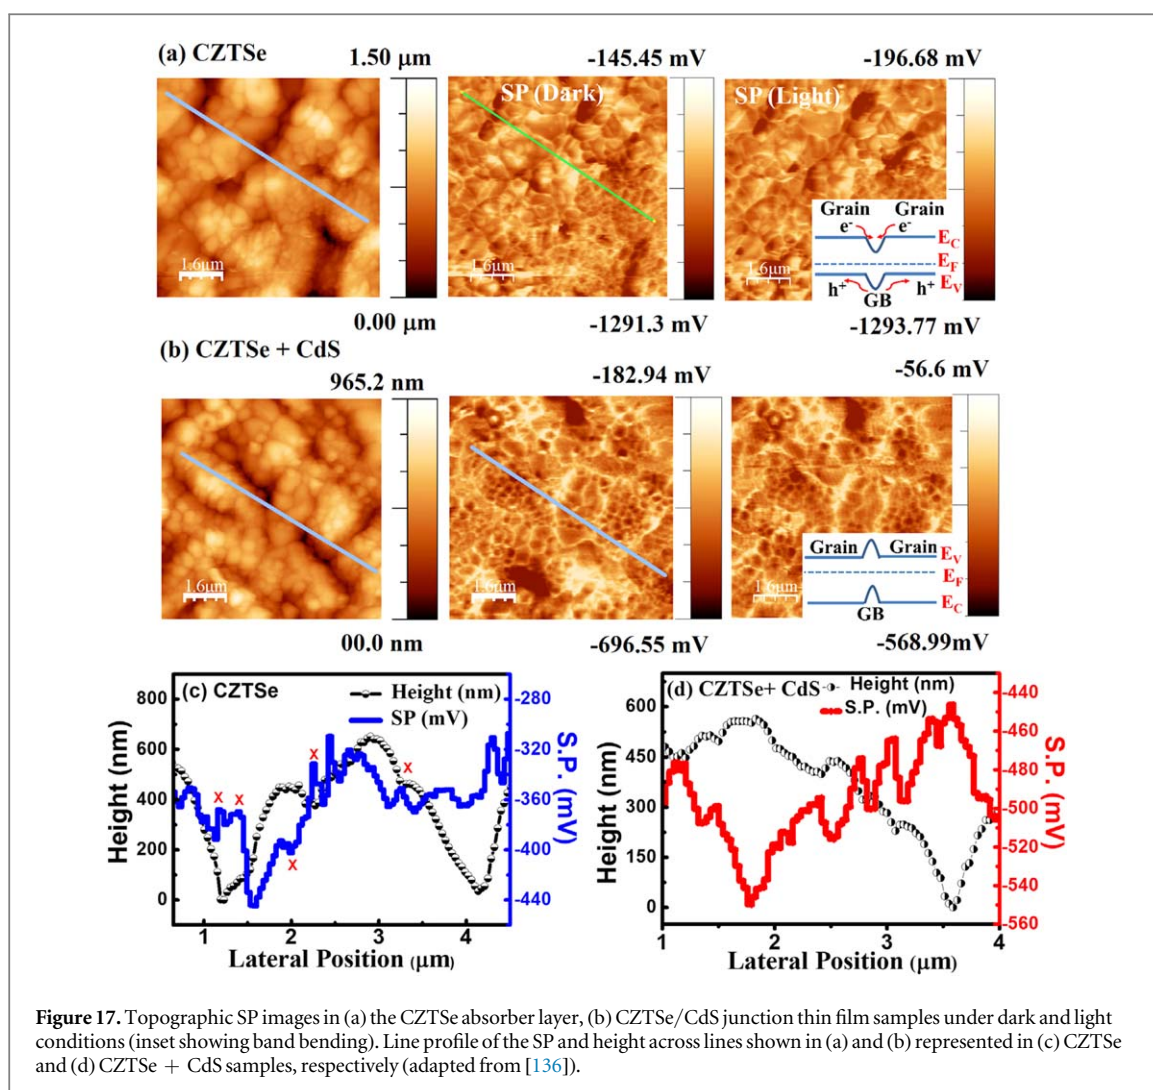 (a) CZTSe
1.50 μm
-145.45 mV
-196.68 mV
SP (Dark)
SP (Light)
Grain Grain
e⁻ e⁻
E_C
E_F
E_V
h⁺ h⁺
GB
1.6μm
1.6μm
1.6μm
0.00 μm
-1291.3 mV
-1293.77 mV
(b) CZTSe + CdS
965.2 nm
-182.94 mV
-56.6 mV
Grain Grain
E_V
E_F
E_C
GB
1.6μm
1.6μm
1.6μm
00.0 nm
-696.55 mV
-568.99mV
(c) CZTSe
Height (nm)
SP (mV)
800
600
400
200
0
Height (nm)
-280
-320
-360
-400
-440
S.P. (mV)
x x x x x
1 2 3 4
Lateral Position (μm)
(d) CZTSe+ CdS
Height (nm)
S.P. (mV)
600
450
300
150
0
Height (nm)
-440
-460
-480
-500
-520
-540
-560
S.P. (mV)
1 2 3 4
Lateral Position (μm)
Figure 17. Topographic SP images in (a) the CZTSe absorber layer, (b) CZTSe/CdS junction thin film samples under dark and light
conditions (inset showing band bending). Line profile of the SP and height across lines shown in (a) and (b) represented in (c) CZTSe
and (d) CZTSe + CdS samples, respectively (adapted from [136]).